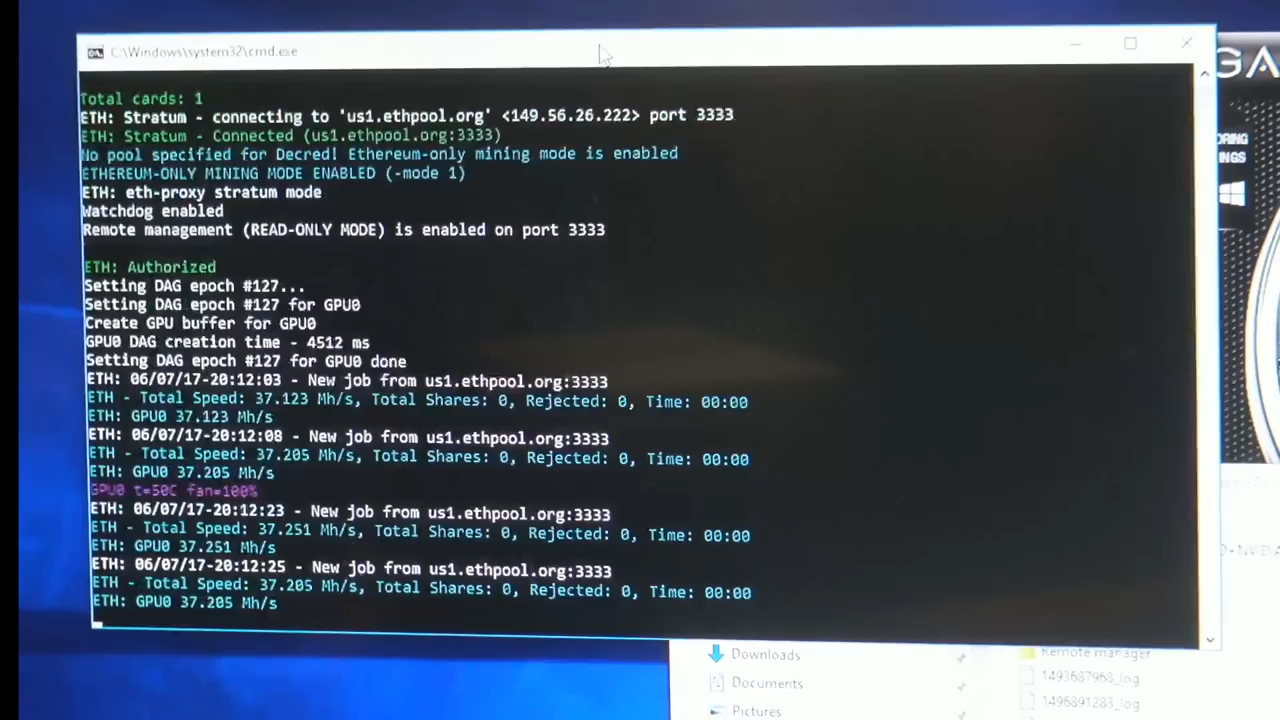 C:\Windows\system32\cmd.exe
Total cards: 1
ETH: Stratum - connecting to 'us1.ethpool.org' <149.56.26.222> port 3333
ETH: Stratum - Connected (us1.ethpool.org:3333)
No pool specified for Decred! Ethereum-only mining mode is enabled
ETHEREUM-ONLY MINING MODE ENABLED (-mode 1)
ETH: eth-proxy stratum mode
Watchdog enabled
Remote management (READ-ONLY MODE) is enabled on port 3333
ETH: Authorized
Setting DAG epoch #127...
Setting DAG epoch #127 for GPU0
Create GPU buffer for GPU0
GPU0 DAG creation time - 4512 ms
Setting DAG epoch #127 for GPU0 done
ETH: 06/07/17-20:12:03 - New job from us1.ethpool.org:3333
ETH - Total Speed: 37.123 Mh/s, Total Shares: 0, Rejected: 0, Time: 00:00
ETH: GPU0 37.123 Mh/s
ETH: 06/07/17-20:12:08 - New job from us1.ethpool.org:3333
ETH - Total Speed: 37.205 Mh/s, Total Shares: 0, Rejected: 0, Time: 00:00
ETH: GPU0 37.205 Mh/s
GPU0 t=50C fan=100%
ETH: 06/07/17-20:12:23 - New job from us1.ethpool.org:3333
ETH - Total Speed: 37.251 Mh/s, Total Shares: 0, Rejected: 0, Time: 00:00
ETH: GPU0 37.251 Mh/s
ETH: 06/07/17-20:12:25 - New job from us1.ethpool.org:3333
ETH - Total Speed: 37.205 Mh/s, Total Shares: 0, Rejected: 0, Time: 00:00
ETH: GPU0 37.205 Mh/s
GA
ORING
NGS
Downloads
Documents
Pictures
Remote manager
1493687968_log
1496891283_log